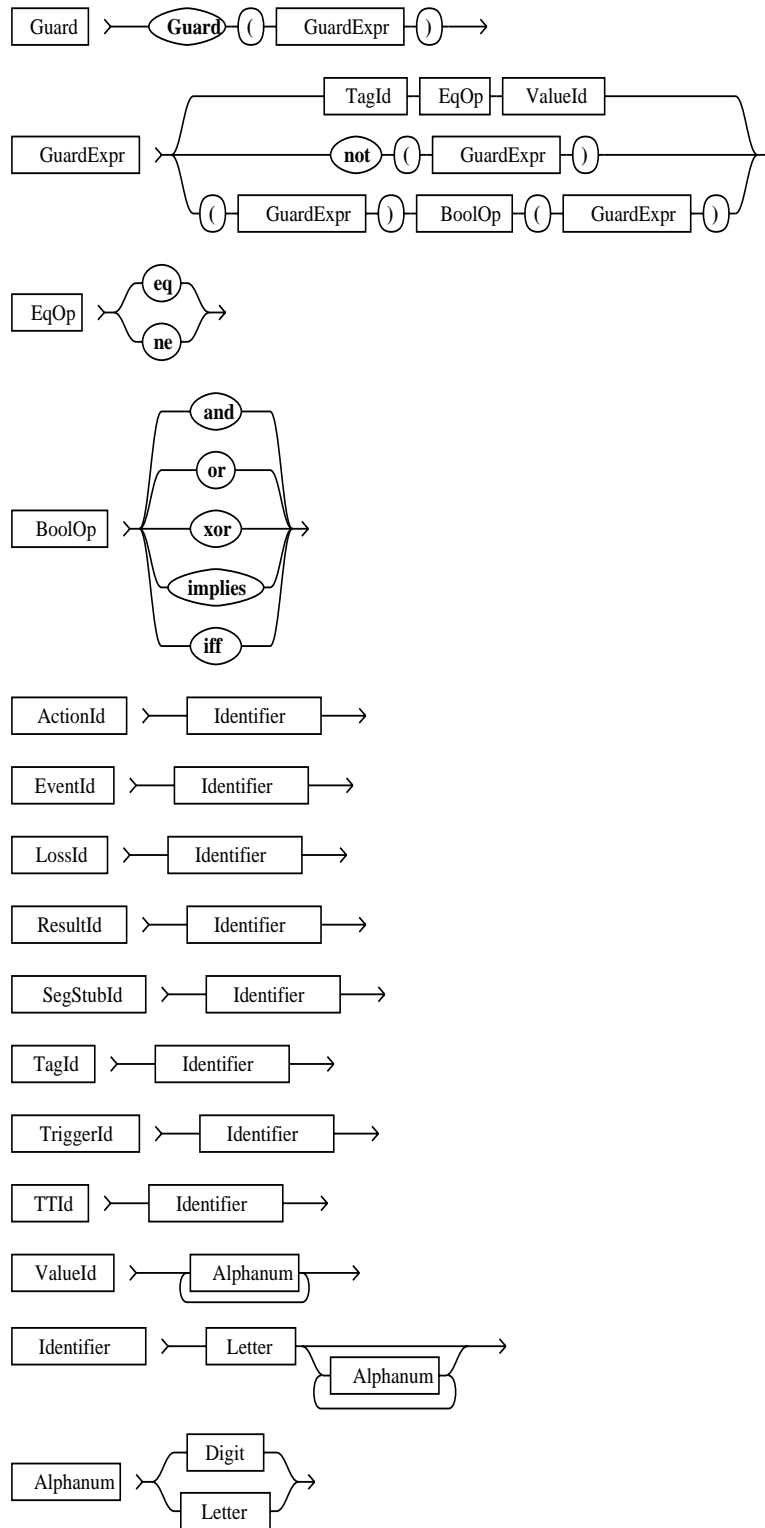 Guard Guard ( GuardExpr )
TagId EqOp ValueId
GuardExpr not ( GuardExpr )
( GuardExpr ) BoolOp ( GuardExpr )
eq
EqOp
ne
and
or
BoolOp xor
implies
iff
ActionId Identifier
EventId Identifier
LossId Identifier
ResultId Identifier
SegStubId Identifier
TagId Identifier
TriggerId Identifier
TTId Identifier
ValueId Alphanum
Identifier Letter
Alphanum
Digit
Alphanum
Letter